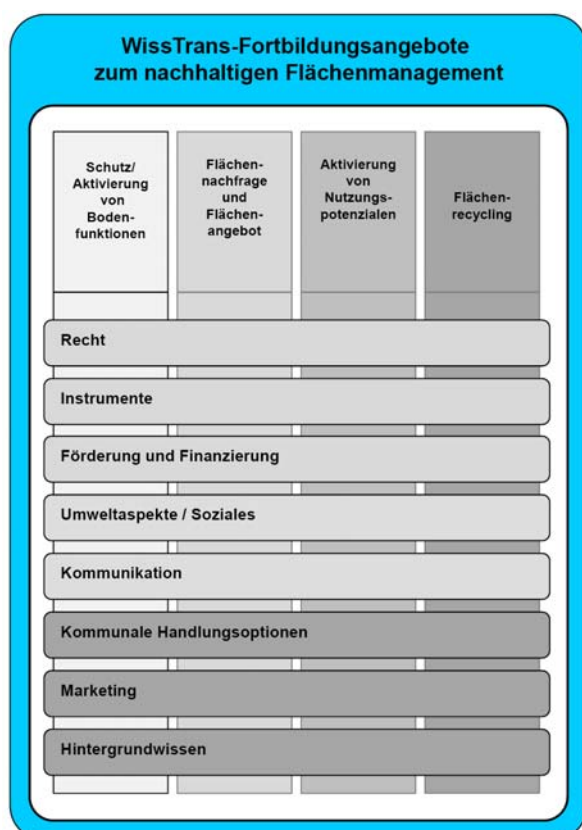 WissTrans-Fortbildungsangebote
zum nachhaltigen Flächenmanagement
Schutz/
Aktivierung
von
Boden-
funktionen
Flächen-
nachfrage
und
Flächen-
angebot
Aktivierung
von
Nutzungs-
potenzialen
Flächen-
recycling
Recht
Instrumente
Förderung und Finanzierung
Umweltaspekte / Soziales
Kommunikation
Kommunale Handlungsoptionen
Marketing
Hintergrundwissen